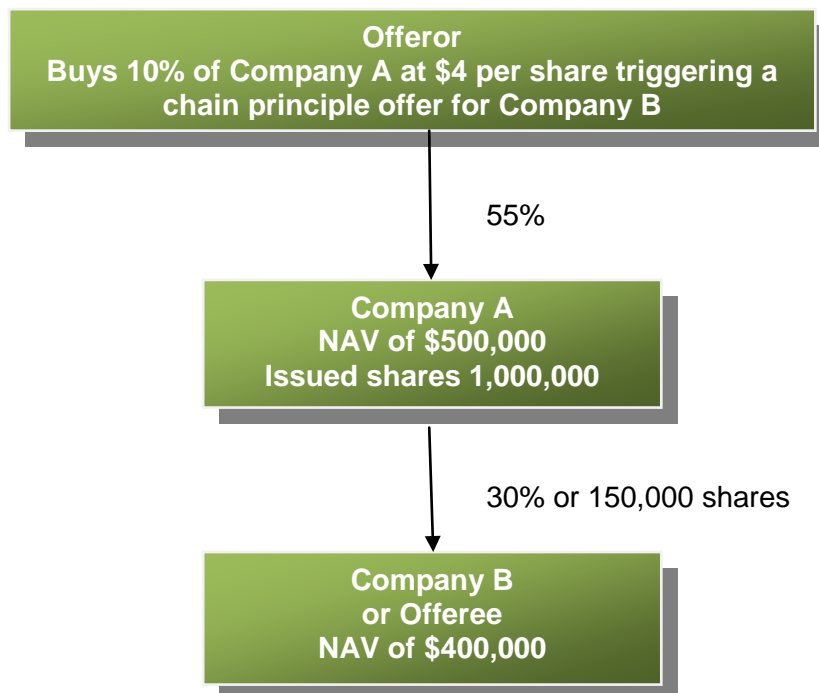 Offeror
Buys 10% of Company A at $4 per share triggering a
chain principle offer for Company B
55%
Company A
NAV of $500,000
Issued shares 1,000,000
30% or 150,000 shares
Company B
or Offeree
NAV of $400,000